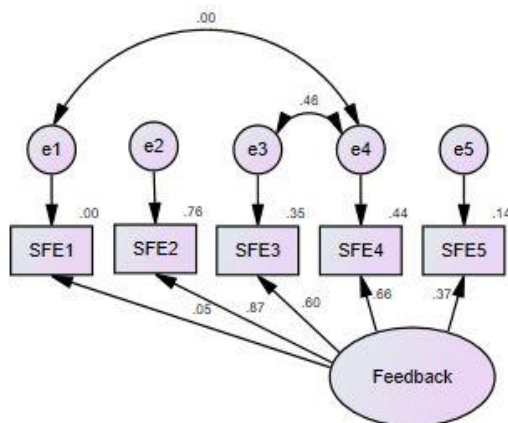 .00
.46
e1 e2 e3 e4 e5
.00 .76 .35 .44 .14
SFE1 SFE2 SFE3 SFE4 SFE5
.05 .87 .60 .66 .37
Feedback